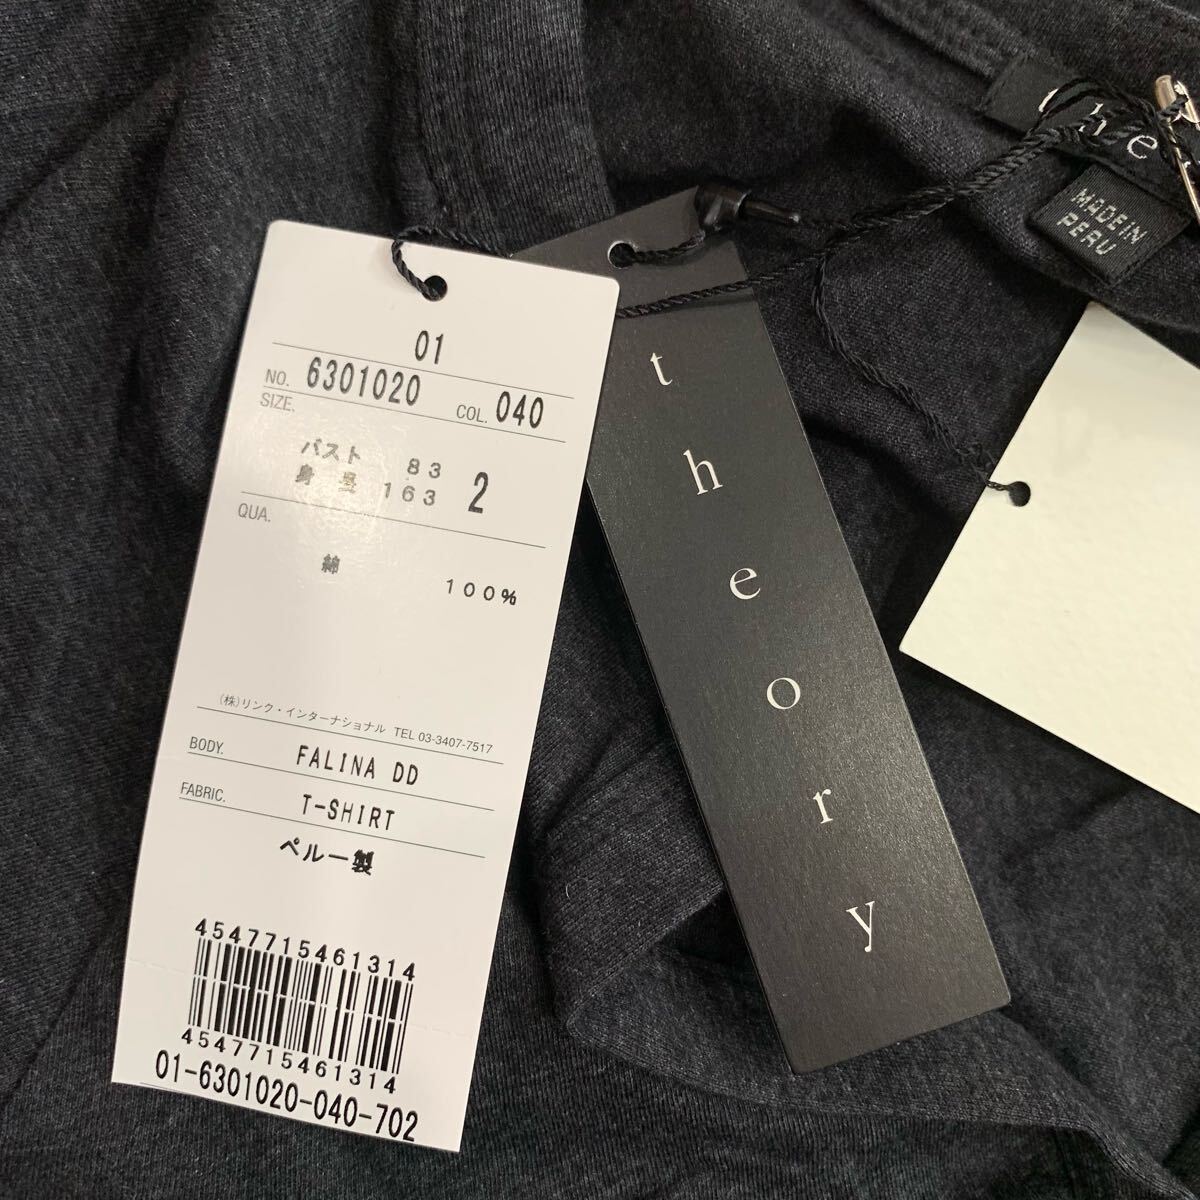 01
NO. 6301020 COL. 040
SIZE.
バスト 83
身長 163 2
QUA.
綿 100%
(株)リンク・インターナショナル TEL 03-3407-7517
BODY. FALINA DD
FABRIC. T-SHIRT
ペルー製
4547715461314
4547715461314
01-6301020-040-702
theory
the
MADE IN
PERU